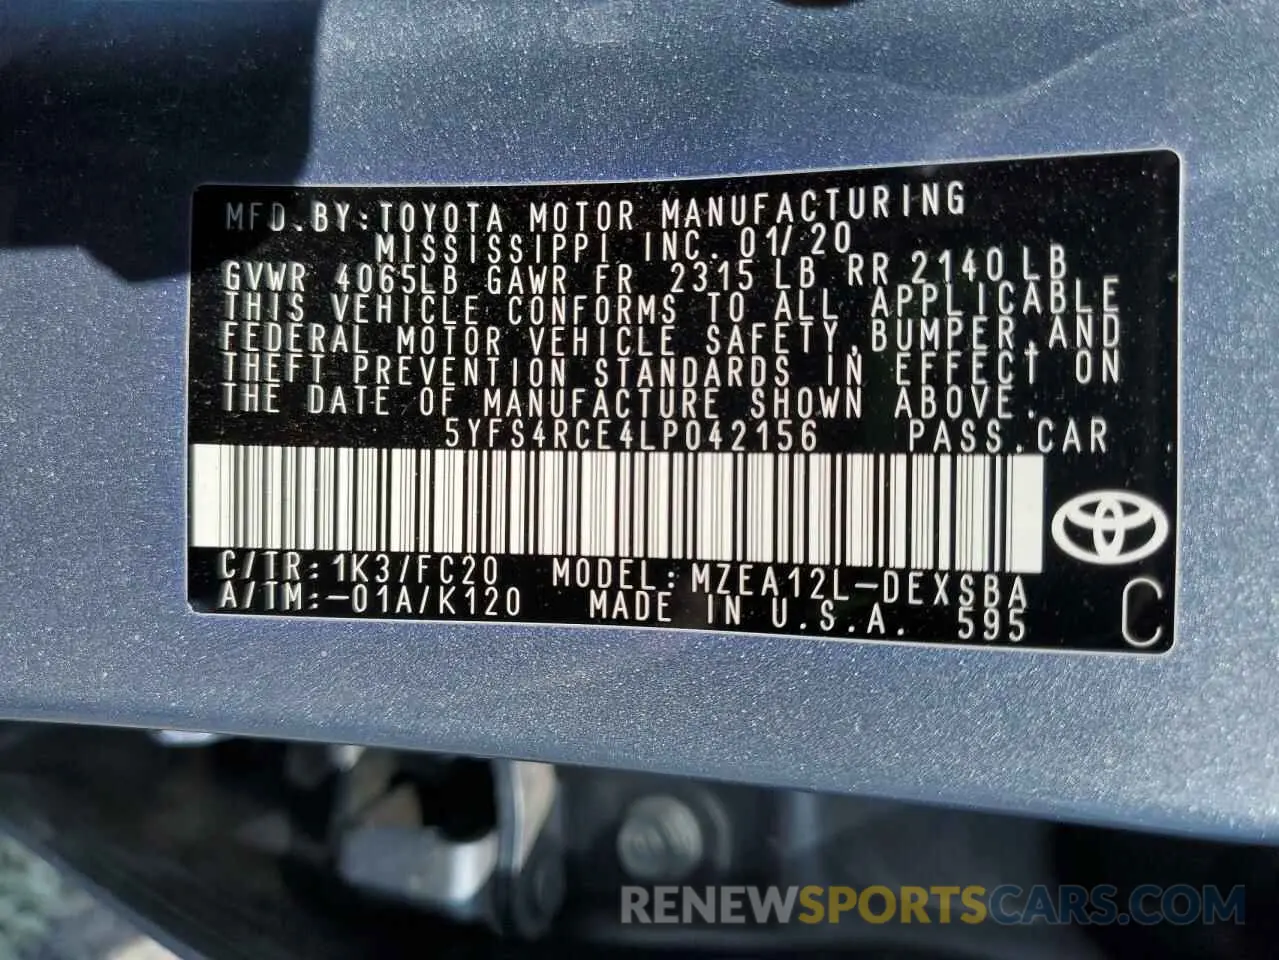 MFD.BY:TOYOTA MOTOR MANUFACTURING
MISSISSIPPI INC. 01/20
GVWR 4065LB GAWR FR 2315 LB RR 2140 LB
THIS VEHICLE CONFORMS TO ALL APPLICABLE
FEDERAL MOTOR VEHICLE SAFETY,BUMPER,AND
THEFT PREVENTION STANDARDS IN EFFECT ON
THE DATE OF MANUFACTURE SHOWN ABOVE.
5YFS4RCE4LP042156 PASS.CAR
C/TR:1K3/FC20 MODEL:MZEA12L-DEXSBA
A/TM:-01A/K120 MADE IN U.S.A. 595
C
RENEWSPORTSCARS.COM